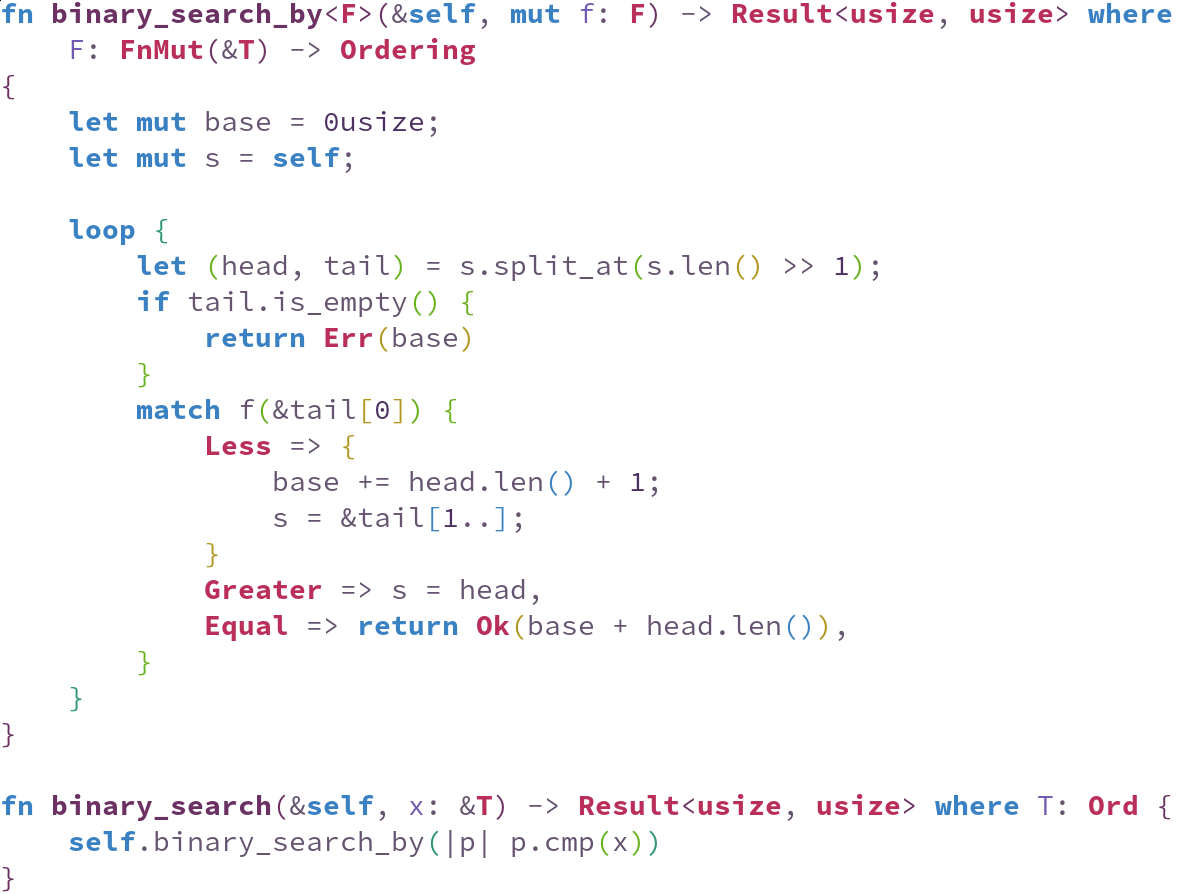 fn binary_search_by<F>(&self, mut f: F) -> Result<usize, usize> where
    F: FnMut(&T) -> Ordering
{
    let mut base = 0usize;
    let mut s = self;

    loop {
        let (head, tail) = s.split_at(s.len() >> 1);
        if tail.is_empty() {
            return Err(base)
        }
        match f(&tail[0]) {
            Less => {
                base += head.len() + 1;
                s = &tail[1..];
            }
            Greater => s = head,
            Equal => return Ok(base + head.len()),
        }
    }
}

fn binary_search(&self, x: &T) -> Result<usize, usize> where T: Ord {
    self.binary_search_by(|p| p.cmp(x))
}